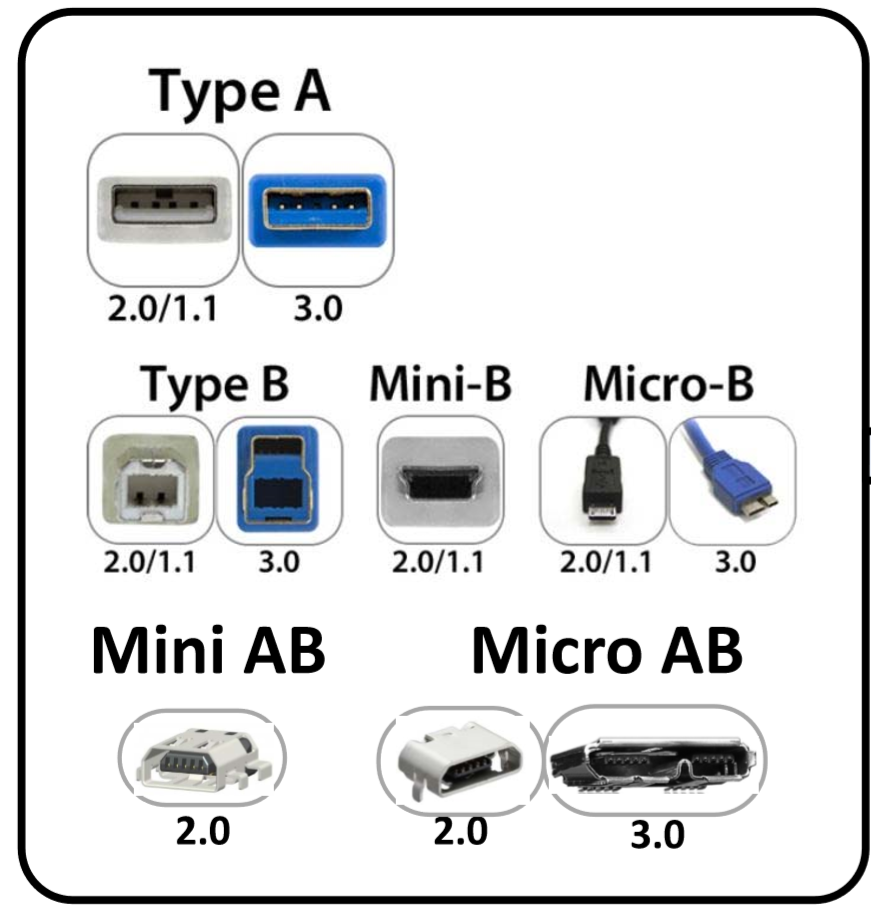 Type A
2.0/1.1 3.0
Type B Mini-B Micro-B
2.0/1.1 3.0 2.0/1.1 2.0/1.1 3.0
Mini AB Micro AB
2.0 2.0 3.0